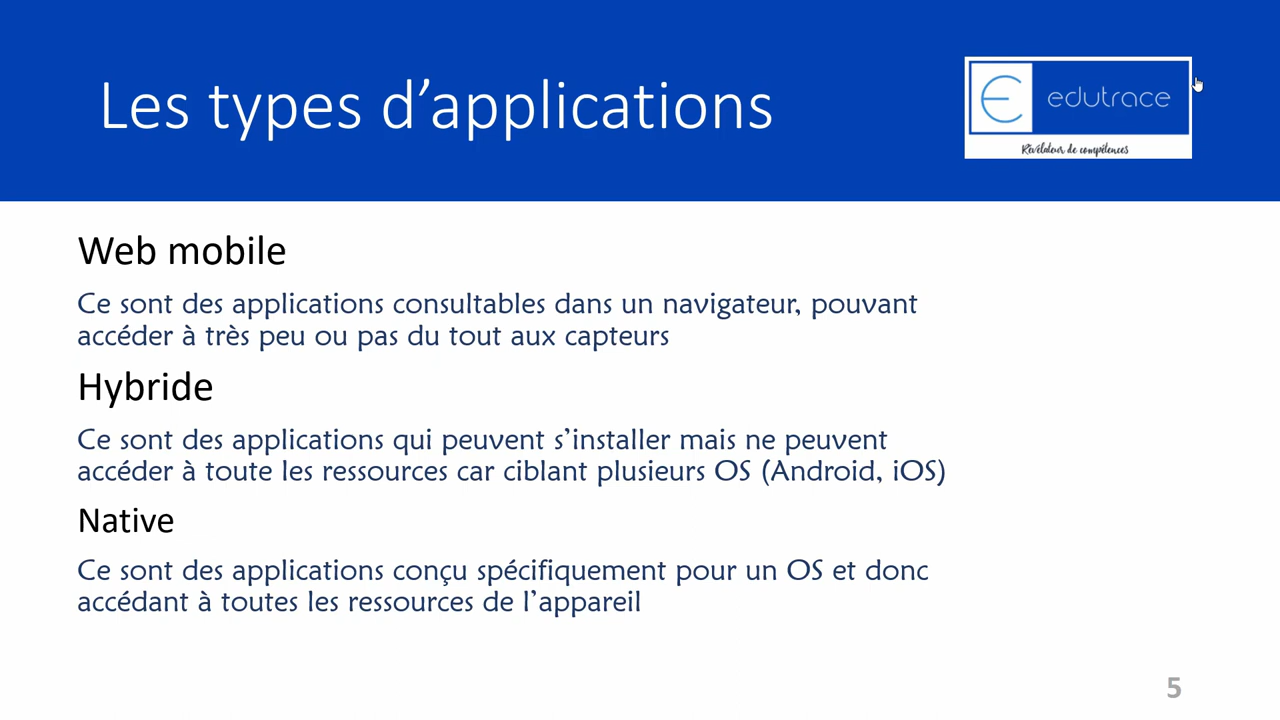 Les types d’applications
edutrace
Révélateur de compétences
Web mobile
Ce sont des applications consultables dans un navigateur, pouvant
accéder à très peu ou pas du tout aux capteurs
Hybride
Ce sont des applications qui peuvent s’installer mais ne peuvent
accéder à toute les ressources car ciblant plusieurs OS (Android, iOS)
Native
Ce sont des applications conçu spécifiquement pour un OS et donc
accédant à toutes les ressources de l’appareil
5